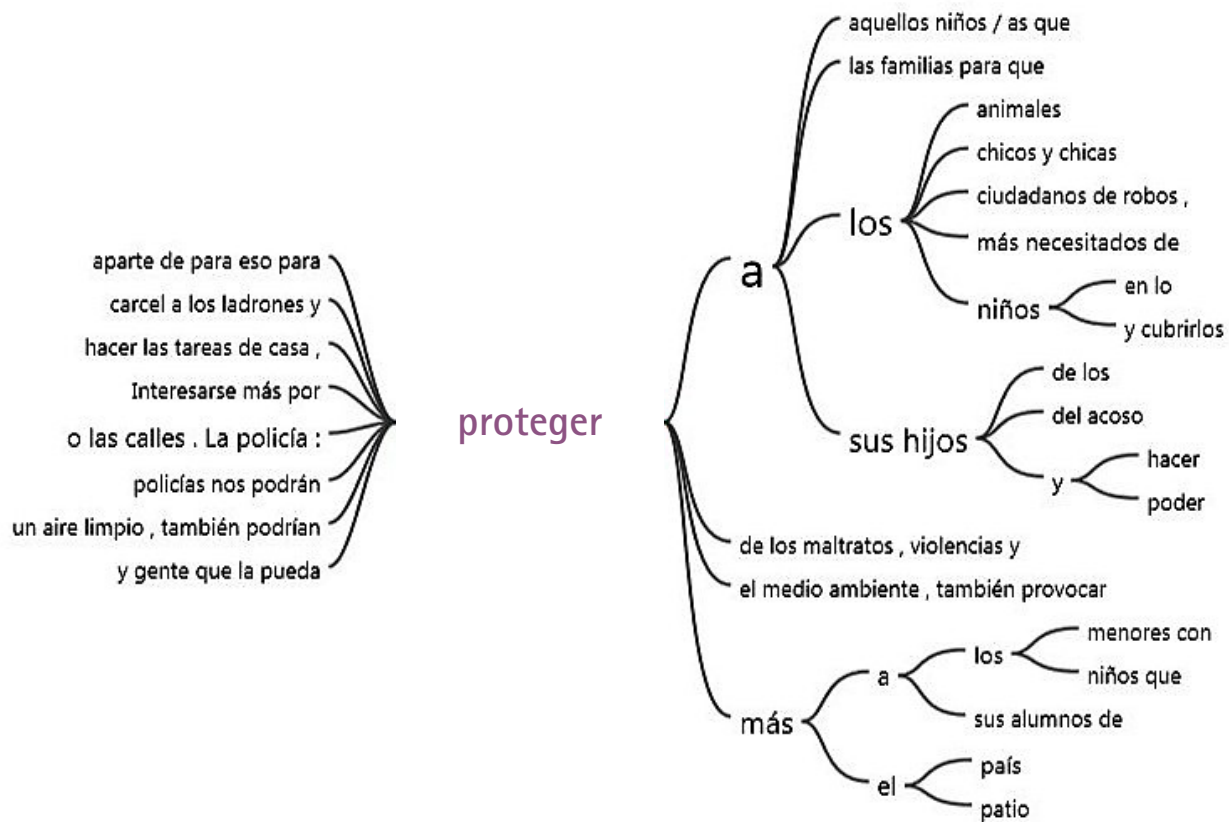 aparte de para eso para
carcel a los ladrones y
hacer las tareas de casa ,
Interesarse más por
o las calles . La policía :
policías nos podrán
un aire limpio , también podrían
y gente que la pueda
proteger
a
aquellos niños / as que
las familias para que
los
animales
chicos y chicas
ciudadanos de robos ,
más necesitados de
niños
en lo
y cubrirlos
sus hijos
de los
del acoso
y
hacer
poder
de los maltratos , violencias y
el medio ambiente , también provocar
más
a
los
menores con
niños que
sus alumnos de
el
país
patio